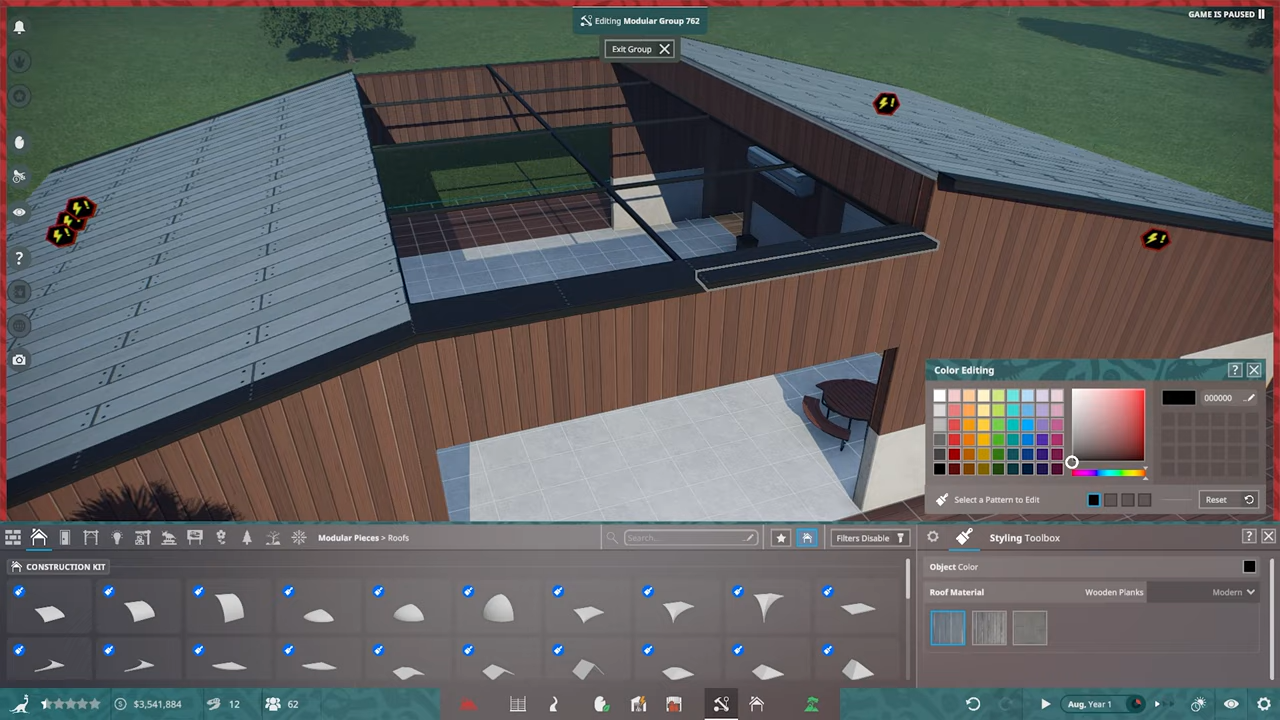 Editing Modular Group 762
GAME IS PAUSED
Exit Group
Color Editing
?
000000
Select a Pattern to Edit
Reset
Modular Pieces > Roofs
Search...
Filters Disable
Styling Toolbox
?
CONSTRUCTION KIT
Object Color
Roof Material
Wooden Planks
Modern
$3,541,884
12
62
Aug, Year 1